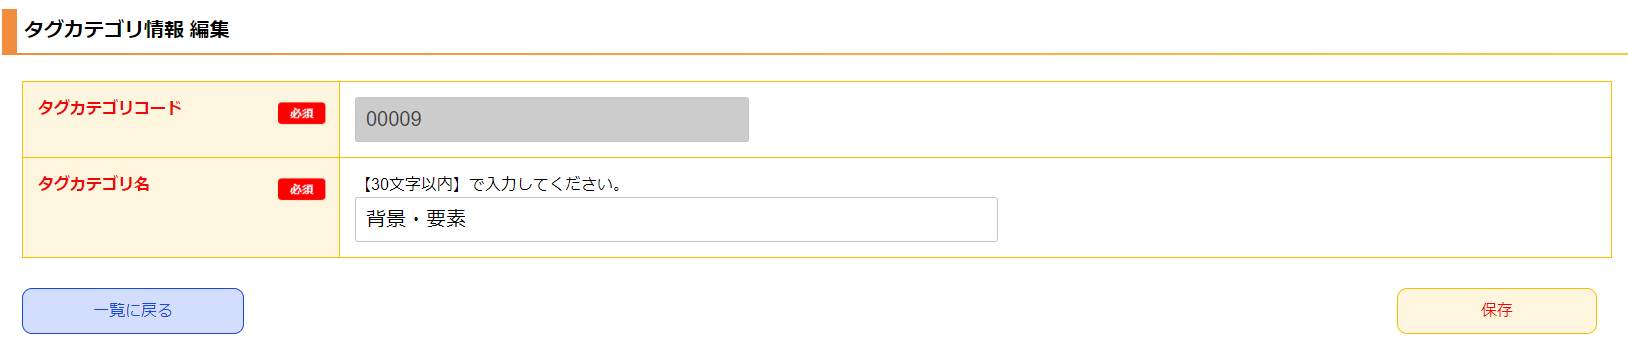 タグカテゴリ情報 編集
タグカテゴリコード 必須 00009
タグカテゴリ名 必須 【30文字以内】で入力してください。
背景・要素
一覧に戻る 保存